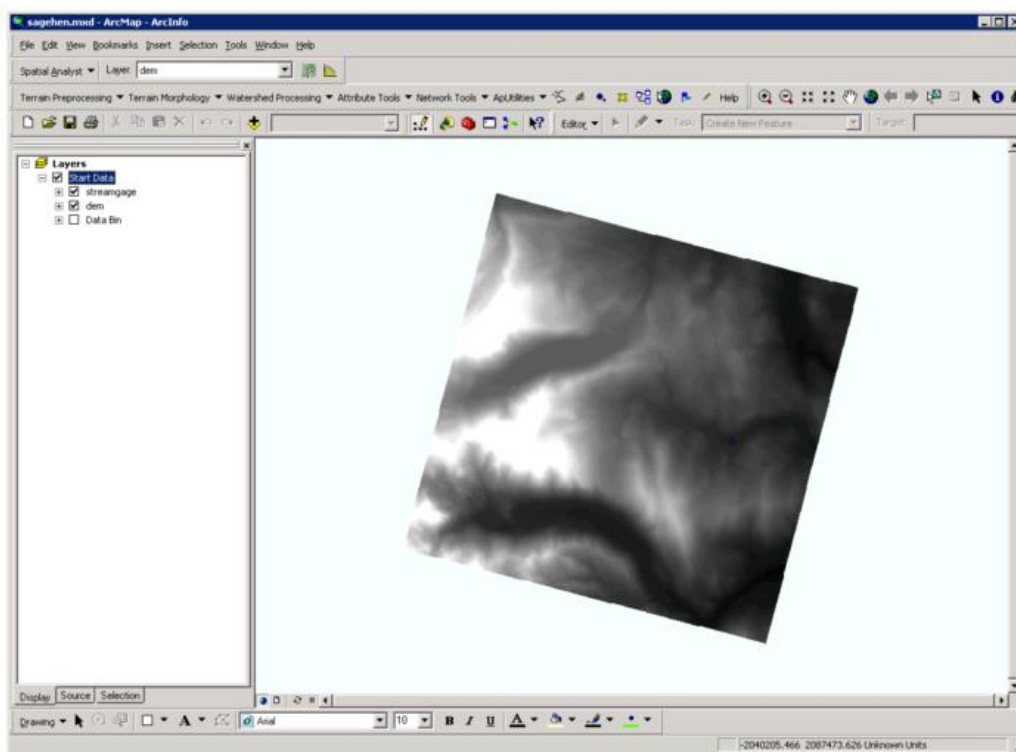 sagehen.mxd - ArcMap - ArcInfo
File Edit View Bookmarks Insert Selection Tools Window Help
Spatial Analyst Layer: dem
Terrain Preprocessing Terrain Morphology Watershed Processing Attribute Tools Network Tools ApUtilities Help
Editor Task: Create New Feature Target:
Layers
Start Data
streamgage
dem
Data Bin
Display Source Selection
Drawing A Arial 10 B I U A
-2040205.466 2087473.626 Unknown Units